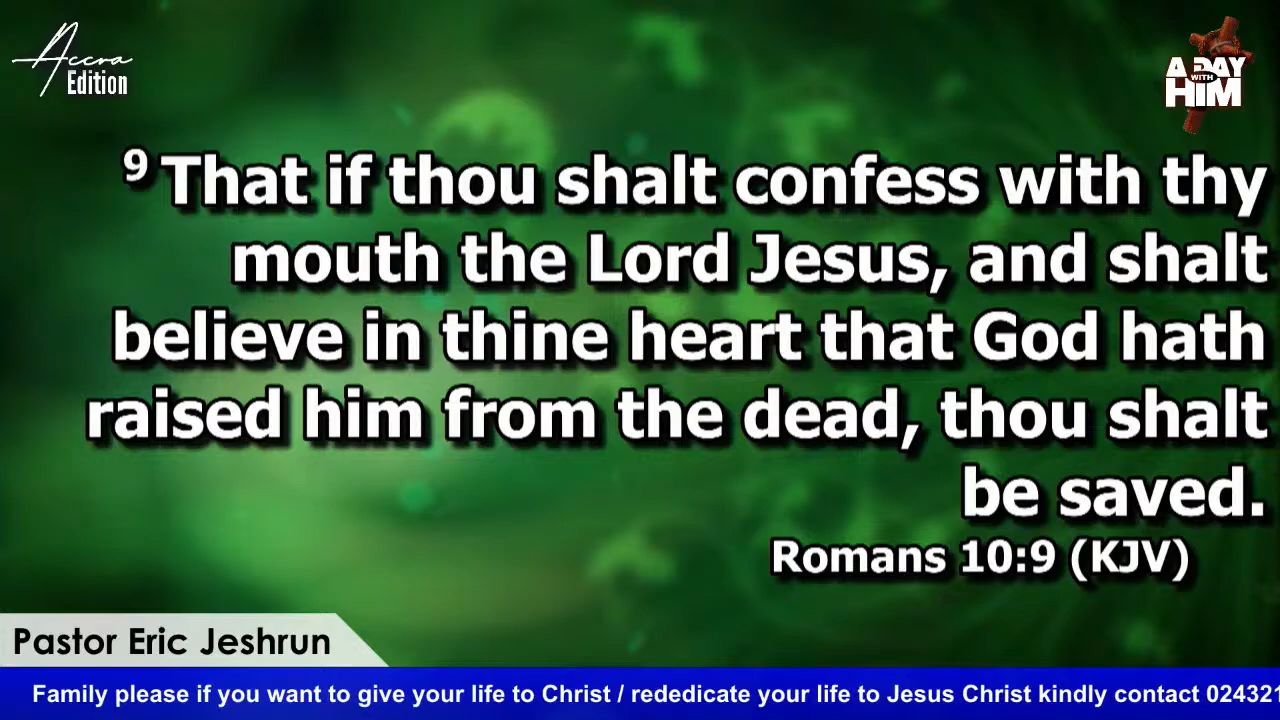 Accra
Edition
A DAY
WITH
HIM
9 That if thou shalt confess with thy
mouth the Lord Jesus, and shalt
believe in thine heart that God hath
raised him from the dead, thou shalt
be saved.
Romans 10:9 (KJV)
Pastor Eric Jeshrun
Family please if you want to give your life to Christ / rededicate your life to Jesus Christ kindly contact 024321